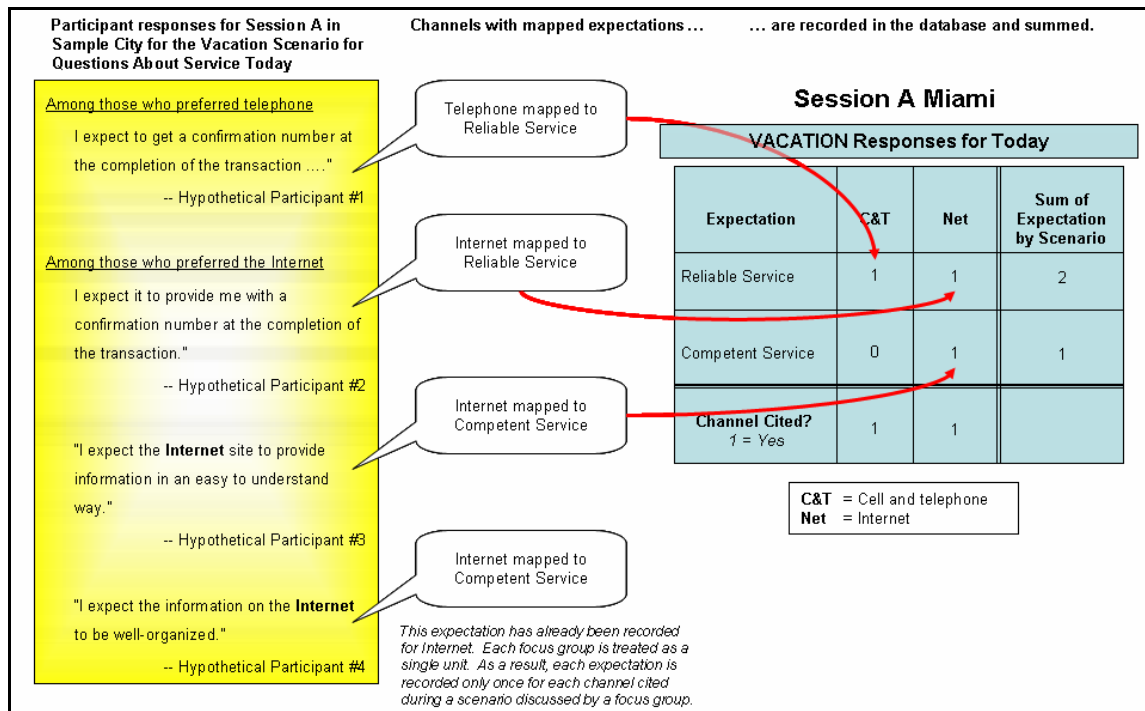 Participant responses for Session A in
Sample City for the Vacation Scenario for
Questions About Service Today
Channels with mapped expectations ...
... are recorded in the database and summed.
Among those who preferred telephone
I expect to get a confirmation number at
the completion of the transaction ...."
-- Hypothetical Participant #1
Among those who preferred the Internet
I expect it to provide me with a
confirmation number at the completion of
the transaction."
-- Hypothetical Participant #2
"I expect the Internet site to provide
information in an easy to understand
way."
-- Hypothetical Participant #3
"I expect the information on the Internet
to be well-organized."
-- Hypothetical Participant #4
Telephone mapped to
Reliable Service
Internet mapped to
Reliable Service
Internet mapped to
Competent Service
Internet mapped to
Competent Service
This expectation has already been recorded
for Internet. Each focus group is treated as a
single unit. As a result, each expectation is
recorded only once for each channel cited
during a scenario discussed by a focus group.
Session A Miami
VACATION Responses for Today
Expectation C&T Net Sum of
Expectation
by Scenario
Reliable Service 1 1 2
Competent Service 0 1 1
Channel Cited? 1 1
1 = Yes
C&T = Cell and telephone
Net = Internet